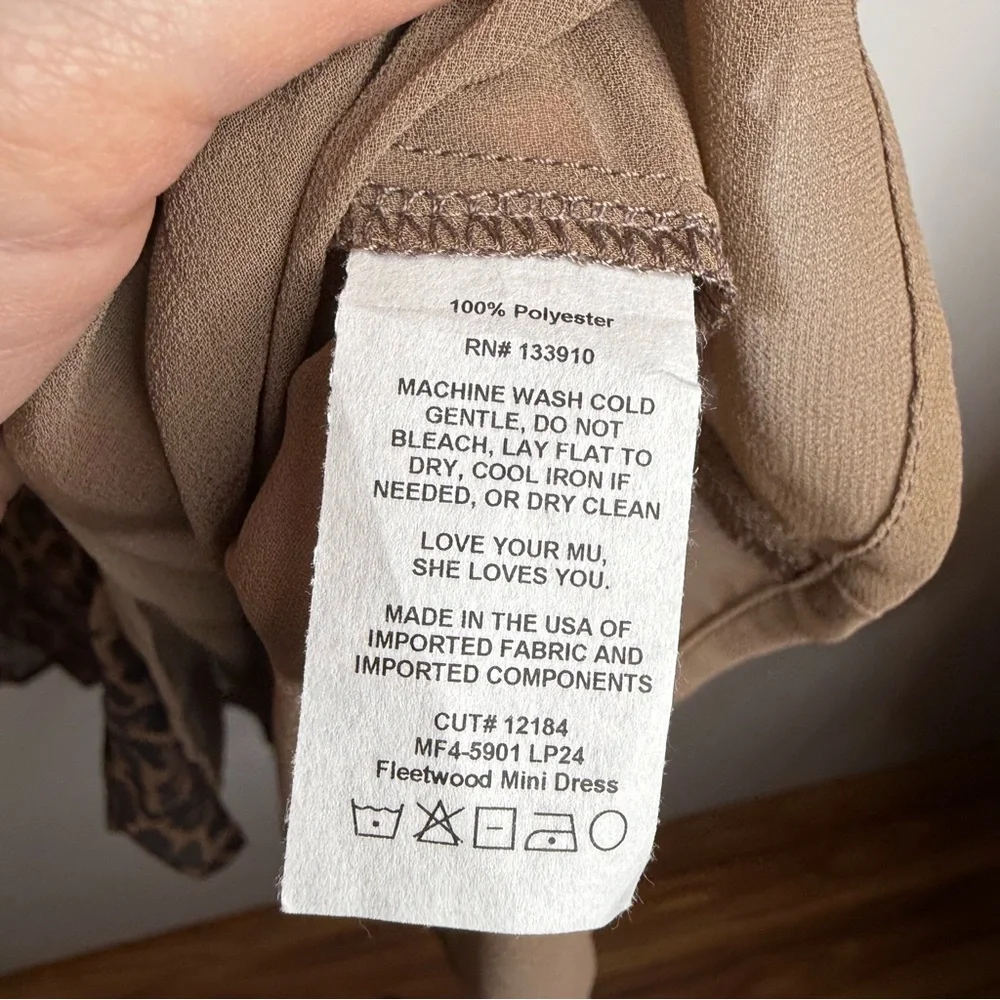 100% Polyester
RN# 133910
MACHINE WASH COLD
GENTLE, DO NOT
BLEACH, LAY FLAT TO
DRY, COOL IRON IF
NEEDED, OR DRY CLEAN
LOVE YOUR MU,
SHE LOVES YOU.
MADE IN THE USA OF
IMPORTED FABRIC AND
IMPORTED COMPONENTS
CUT# 12184
MF4-5901 LP24
Fleetwood Mini Dress